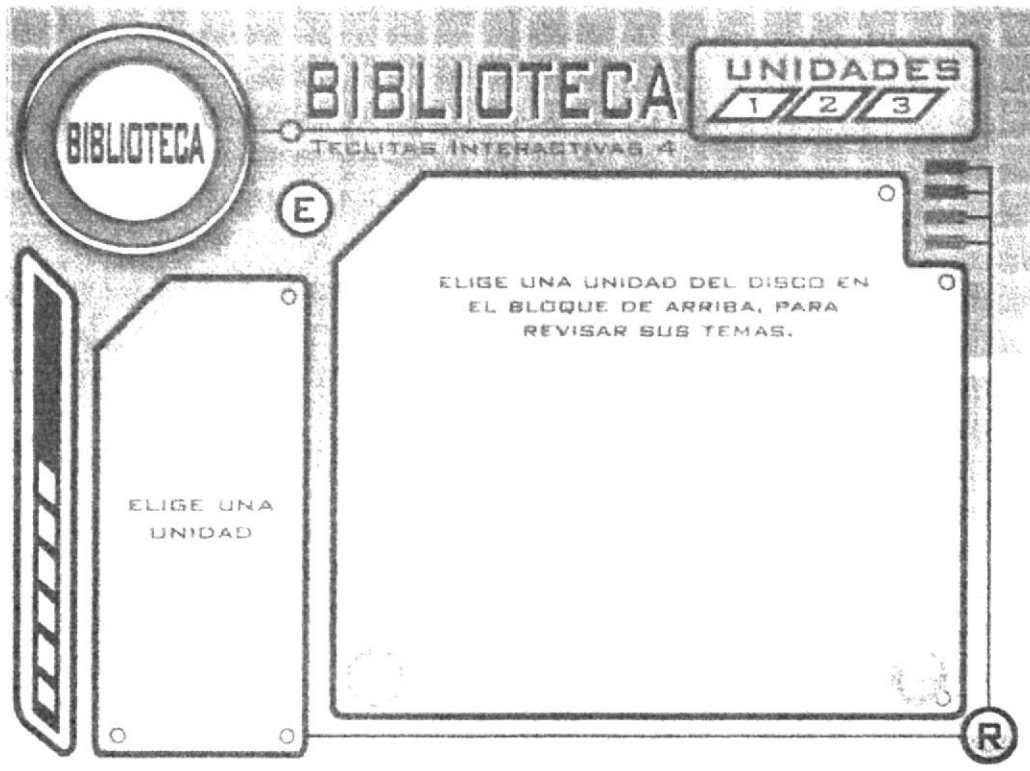 BIBLIOTECA
BIBLIOTECA
TECLITAS INTERACTIVAS 4
UNIDADES
1 2 3
E
ELIGE UNA UNIDAD DEL DISCO EN
EL BLOQUE DE ARRIBA, PARA
REVISAR SUS TEMAS.
ELIGE UNA
UNIDAD
R